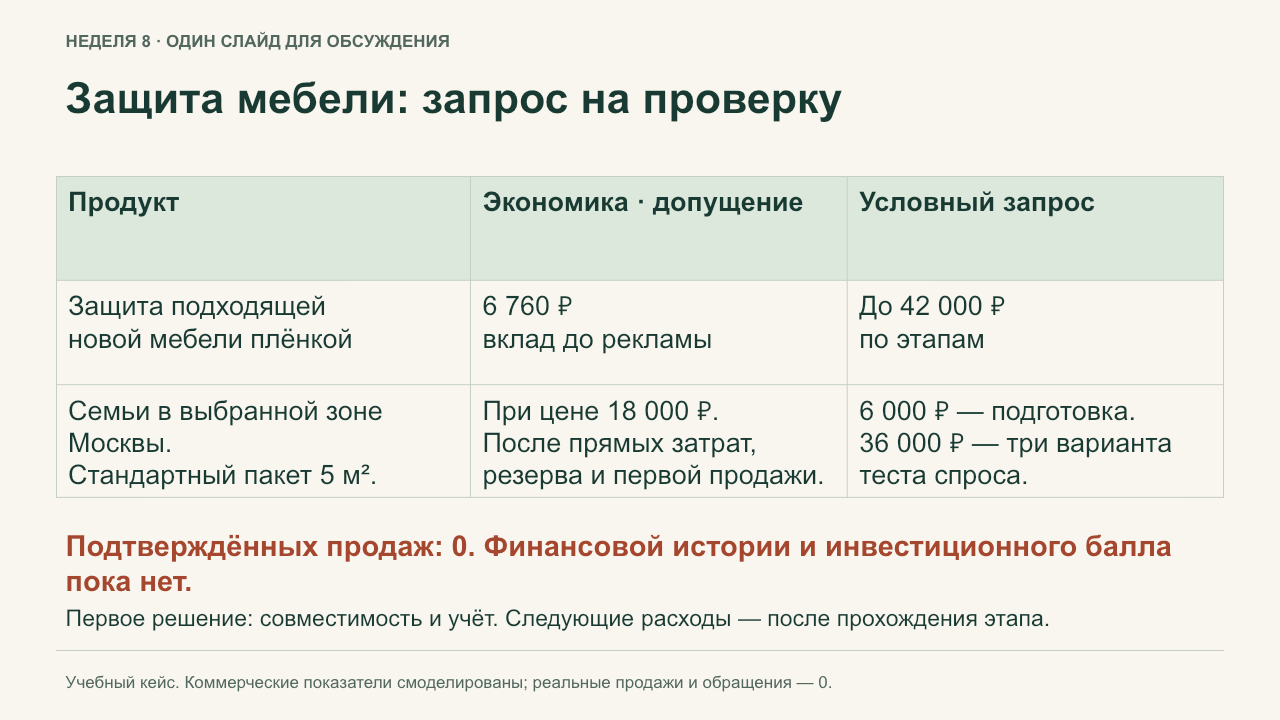 НЕДЕЛЯ 8 · ОДИН СЛАЙД ДЛЯ ОБСУЖДЕНИЯ
Защита мебели: запрос на проверку
Продукт
Экономика · допущение
Условный запрос
Защита подходящей
новой мебели плёнкой
6 760 ₽
вклад до рекламы
До 42 000 ₽
по этапам
Семьи в выбранной зоне
Москвы.
Стандартный пакет 5 м².
При цене 18 000 ₽.
После прямых затрат,
резерва и первой продажи.
6 000 ₽ — подготовка.
36 000 ₽ — три варианта
теста спроса.
Подтверждённых продаж: 0. Финансовой истории и инвестиционного балла
пока нет.
Первое решение: совместимость и учёт. Следующие расходы — после прохождения этапа.
Учебный кейс. Коммерческие показатели смоделированы; реальные продажи и обращения — 0.